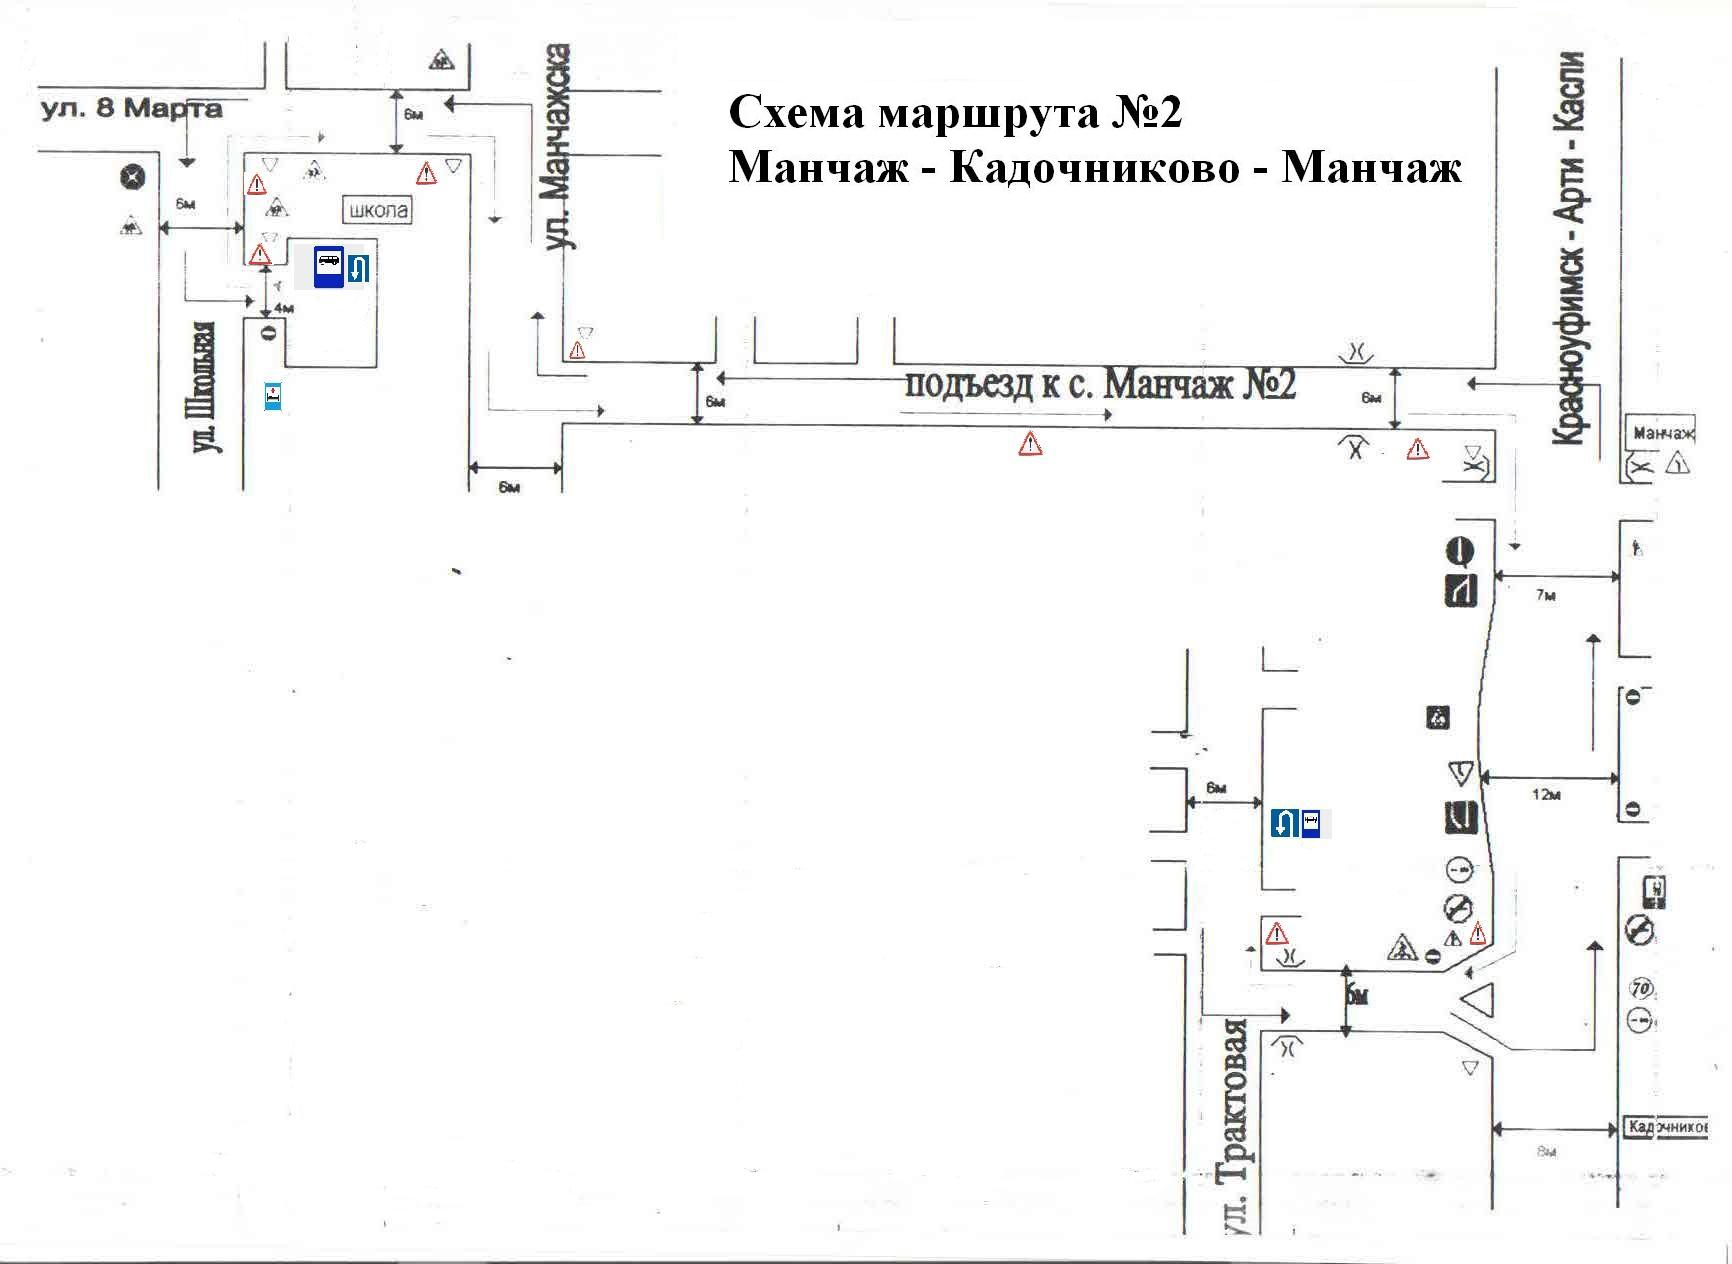 Схема маршрута №2
Манчаж - Кадочниково - Манчаж
ул. 8 Марта
6м
ул. Манчажска
Красноуфимск - Арти - Касли
6м
школа
4м
ул. Школьная
подъезд к с. Манчаж №2
6м
6м
Манчаж
6м
7м
6м
12м
6м
70
ул. Трактовая
Кадочников
8м